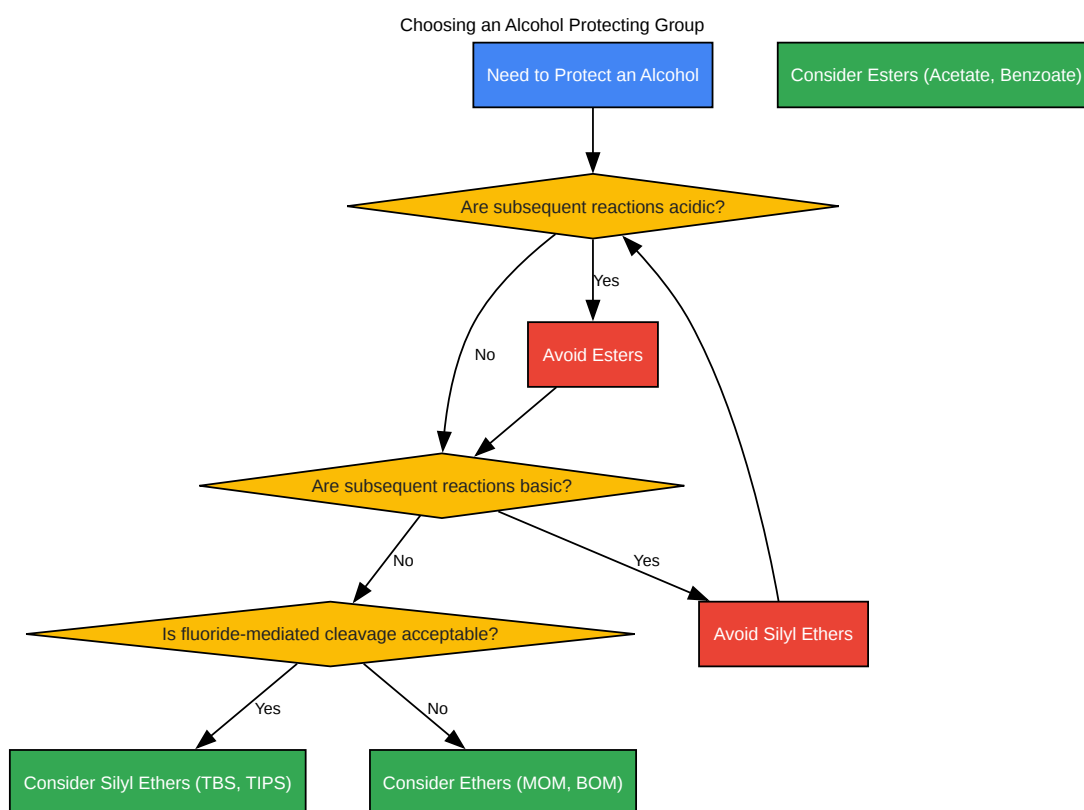 Choosing an Alcohol Protecting Group
Need to Protect an Alcohol
Consider Esters (Acetate, Benzoate)
Are subsequent reactions acidic?
Yes
No
Avoid Esters
Are subsequent reactions basic?
No
Yes
Is fluoride-mediated cleavage acceptable?
Avoid Silyl Ethers
Yes
No
Consider Silyl Ethers (TBS, TIPS)
Consider Ethers (MOM, BOM)